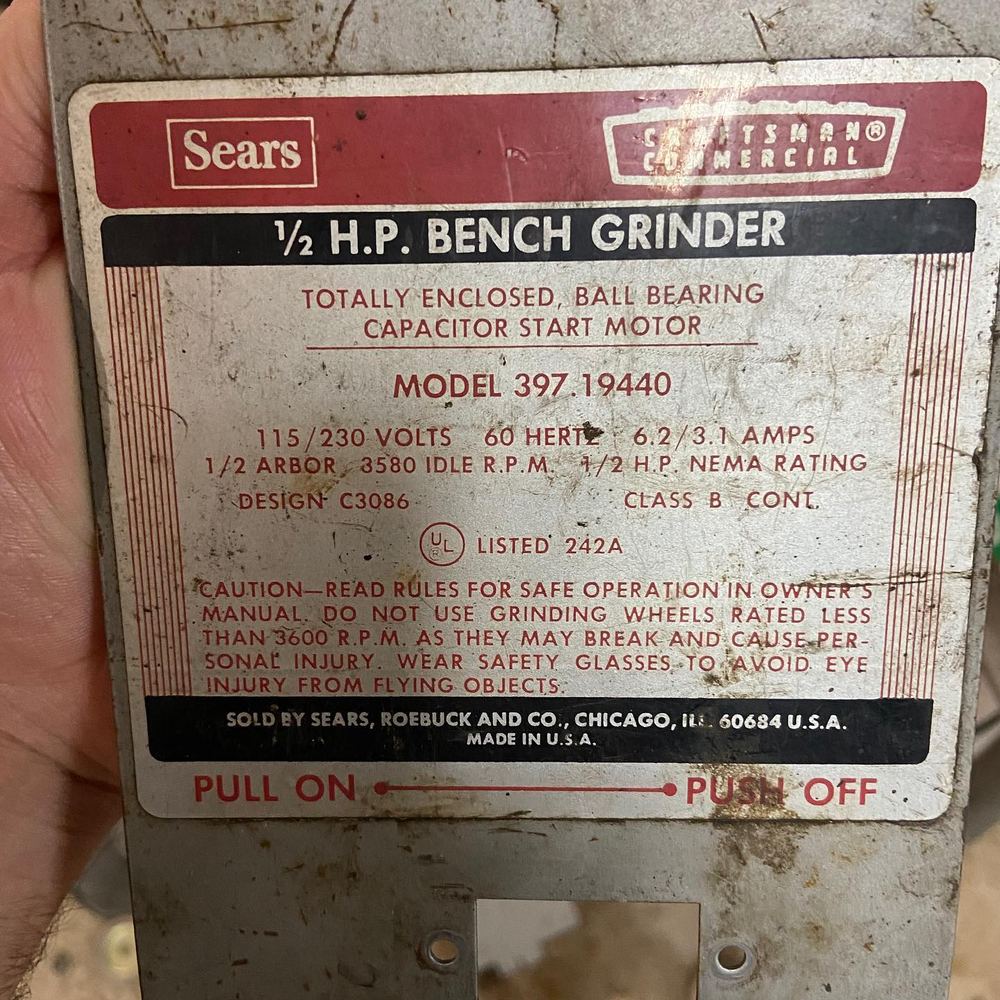 Sears
CRAFTSMAN®
COMMERCIAL
½ H.P. BENCH GRINDER
TOTALLY ENCLOSED, BALL BEARING
CAPACITOR START MOTOR
MODEL 397.19440
115/230 VOLTS 60 HERTZ 6.2/3.1 AMPS
1/2 ARBOR 3580 IDLE R.P.M. 1/2 H.P. NEMA RATING
DESIGN C3086 CLASS B CONT.
UL R LISTED 242A
CAUTION—READ RULES FOR SAFE OPERATION IN OWNER'S
MANUAL. DO NOT USE GRINDING WHEELS RATED LESS
THAN 3600 R.P.M. AS THEY MAY BREAK AND CAUSE PER-
SONAL INJURY. WEAR SAFETY GLASSES TO AVOID EYE
INJURY FROM FLYING OBJECTS.
SOLD BY SEARS, ROEBUCK AND CO., CHICAGO, ILL. 60684 U.S.A.
MADE IN U.S.A.
PULL ON PUSH OFF